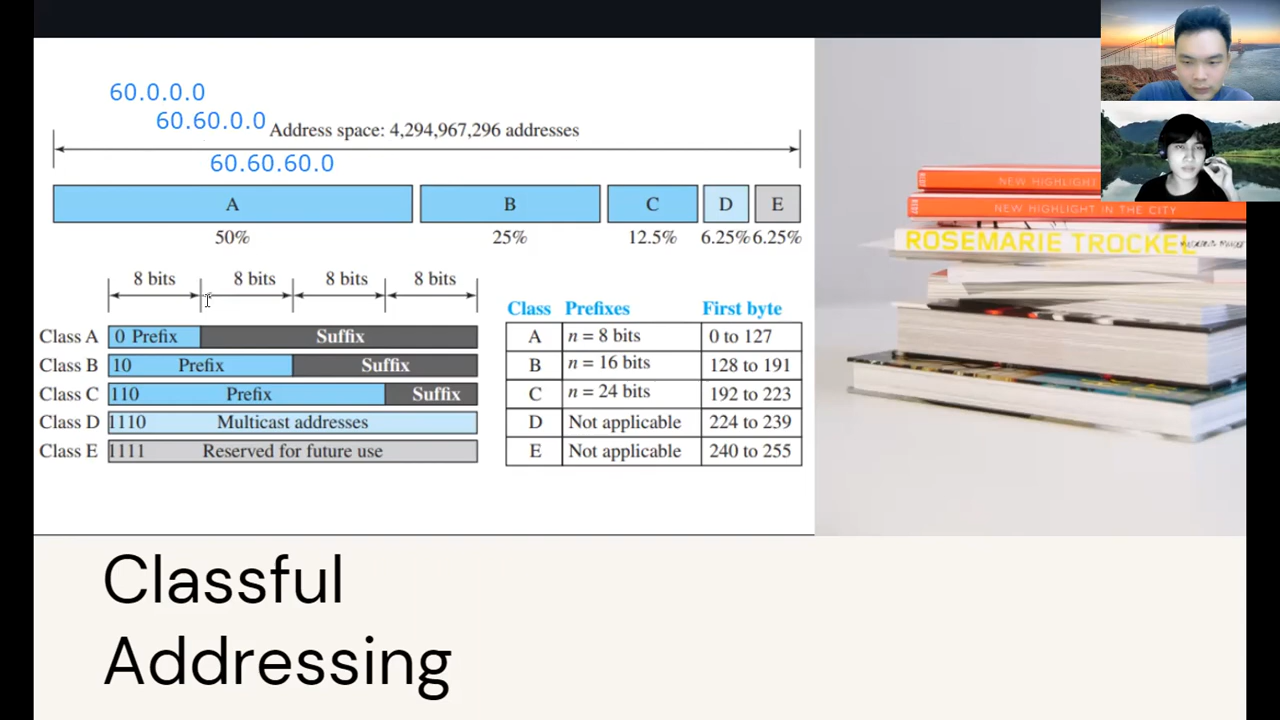 60.0.0.0
60.60.0.0
Address space: 4,294,967,296 addresses
60.60.60.0
A B C D E
50% 25% 12.5% 6.25% 6.25%
8 bits 8 bits 8 bits 8 bits
Class A 0 Prefix Suffix
Class B 10 Prefix Suffix
Class C 110 Prefix Suffix
Class D 1110 Multicast addresses
Class E 1111 Reserved for future use
Class Prefixes First byte
A n = 8 bits 0 to 127
B n = 16 bits 128 to 191
C n = 24 bits 192 to 223
D Not applicable 224 to 239
E Not applicable 240 to 255
NEW HIGHLIGHT
NEW HIGHLIGHT IN THE CITY
ROSEMARIE TROCKEL
Classful
Addressing